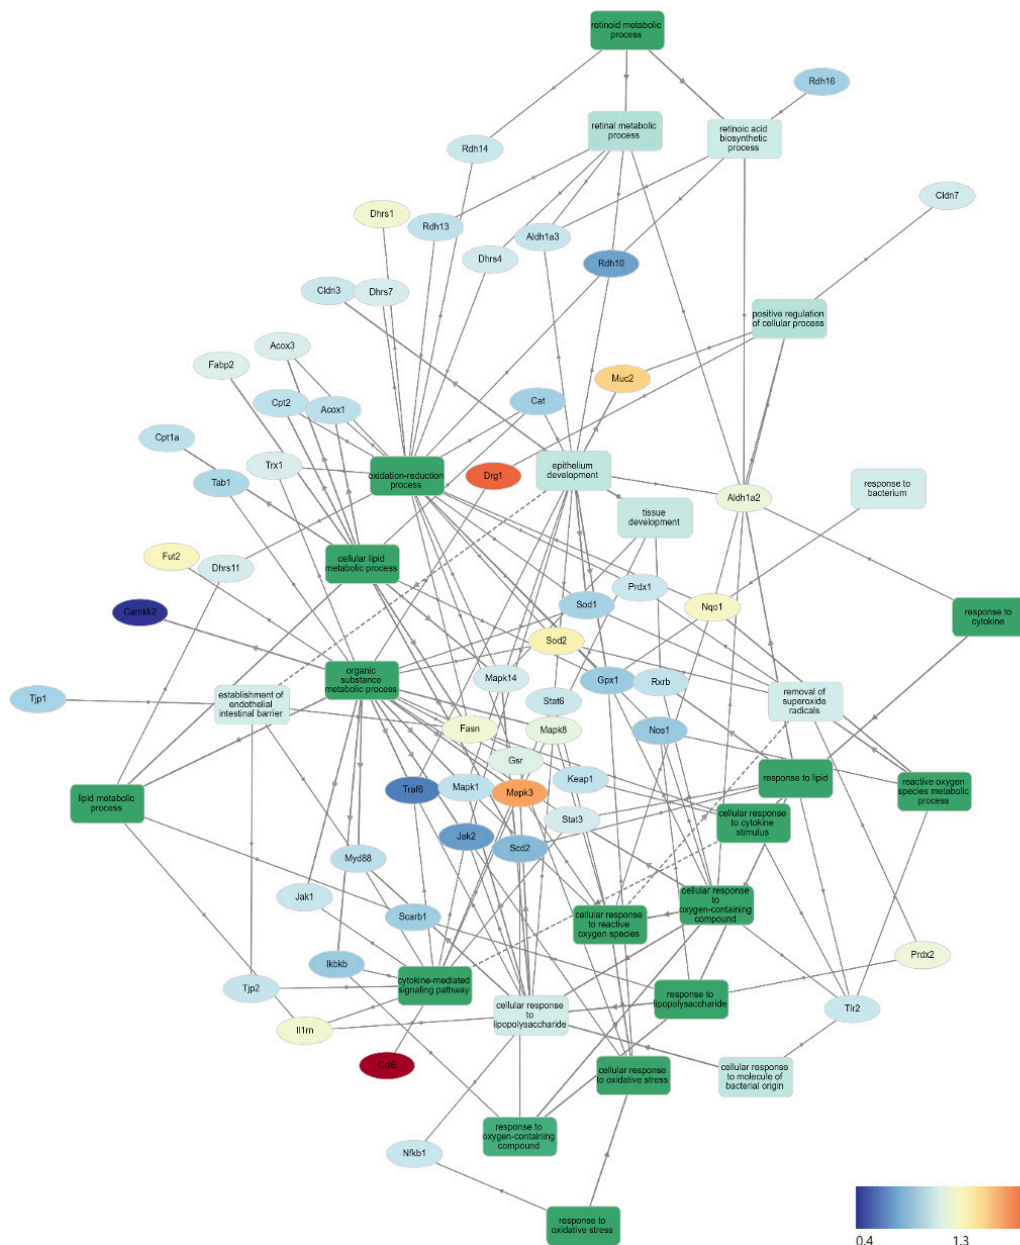 retinoid metabolic
process
Rdh16
retinal metabolic
process
retinoic acid
biosynthetic
process
Rdh14
Cldn7
Dhrs1
Rdh13
Aldh1a3
Dhrs4
Rdh10
Cldn3
Dhrs7
positive regulation
of cellular process
Acox3
Fabp2
Muc2
Cpt2
Acox1
Cat
Cpt1a
Trx1
oxidation-reduction
process
Drg1
epithelium
development
Tab1
Aldh1a2
response to
bacterium
tissue
development
Fut2
cellular lipid
metabolic process
Dhrs11
Prdx1
Camkk2
Sod1
Nqo1
response to
cytokine
Sod2
organic
substance
metabolic process
Mapk14
Gpx1
Rxrb
Tjp1
establishment of
endothelial
intestinal barrier
Stat6
removal of
superoxide
radicals
Fasn
Mapk8
Nos1
Gsr
lipid metabolic
process
Traf6
Mapk1
Mapk3
Keap1
response to lipid
reactive oxygen
species metabolic
process
Stat3
cellular response
to cytokine
stimulus
Jak2
Scd2
Myd88
Jak1
Scarb1
cellular response
to reactive
oxygen species
cellular response
to
oxygen-containing
compound
Prdx2
Ikbkb
Tjp2
cytokine-mediated
signaling pathway
cellular response
to
lipopolysaccharide
response to
lipopolysaccharide
Tlr2
Il1rn
Ccl6
cellular response
to oxidative stress
cellular response
to molecule of
bacterial origin
response to
oxygen-containing
compound
Nfkb1
response to
oxidative stress
0.4
1.3